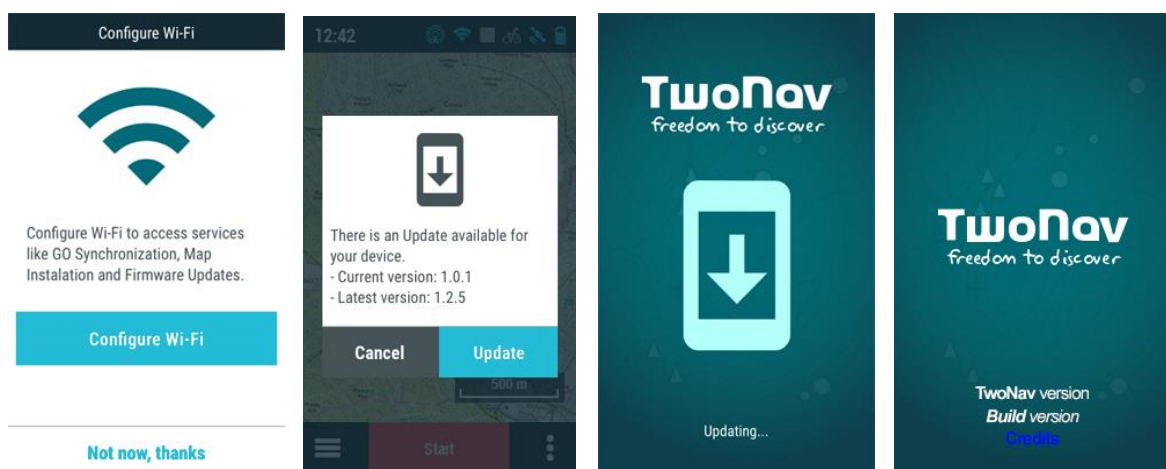 Configure Wi-Fi
Configure Wi-Fi to access services
like GO Synchronization, Map
Instalation and Firmware Updates.
Configure Wi-Fi
Not now, thanks
12:42
There is an Update available for
your device.
- Current version: 1.0.1
- Latest version: 1.2.5
Cancel
Update
500 m
Start
TwoNav
freedom to discover
Updating...
TwoNav
freedom to discover
TwoNav version
Build version
Credits